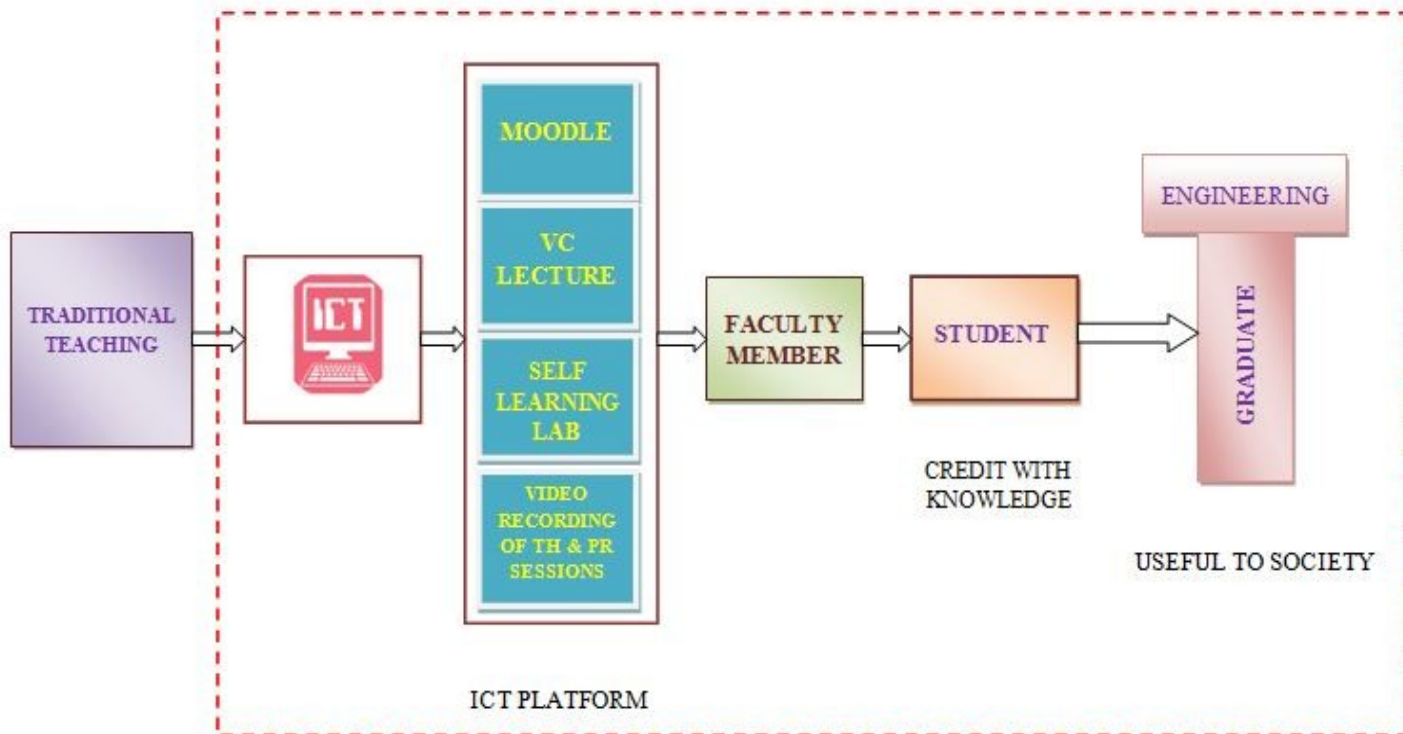 TRADITIONAL
TEACHING
ICT
MOODLE
VC
LECTURE
SELF
LEARNING
LAB
VIDEO
RECORDING
OF TH & PR
SESSIONS
ICT PLATFORM
FACULTY
MEMBER
STUDENT
CREDIT WITH
KNOWLEDGE
ENGINEERING
GRADUATE
USEFUL TO SOCIETY